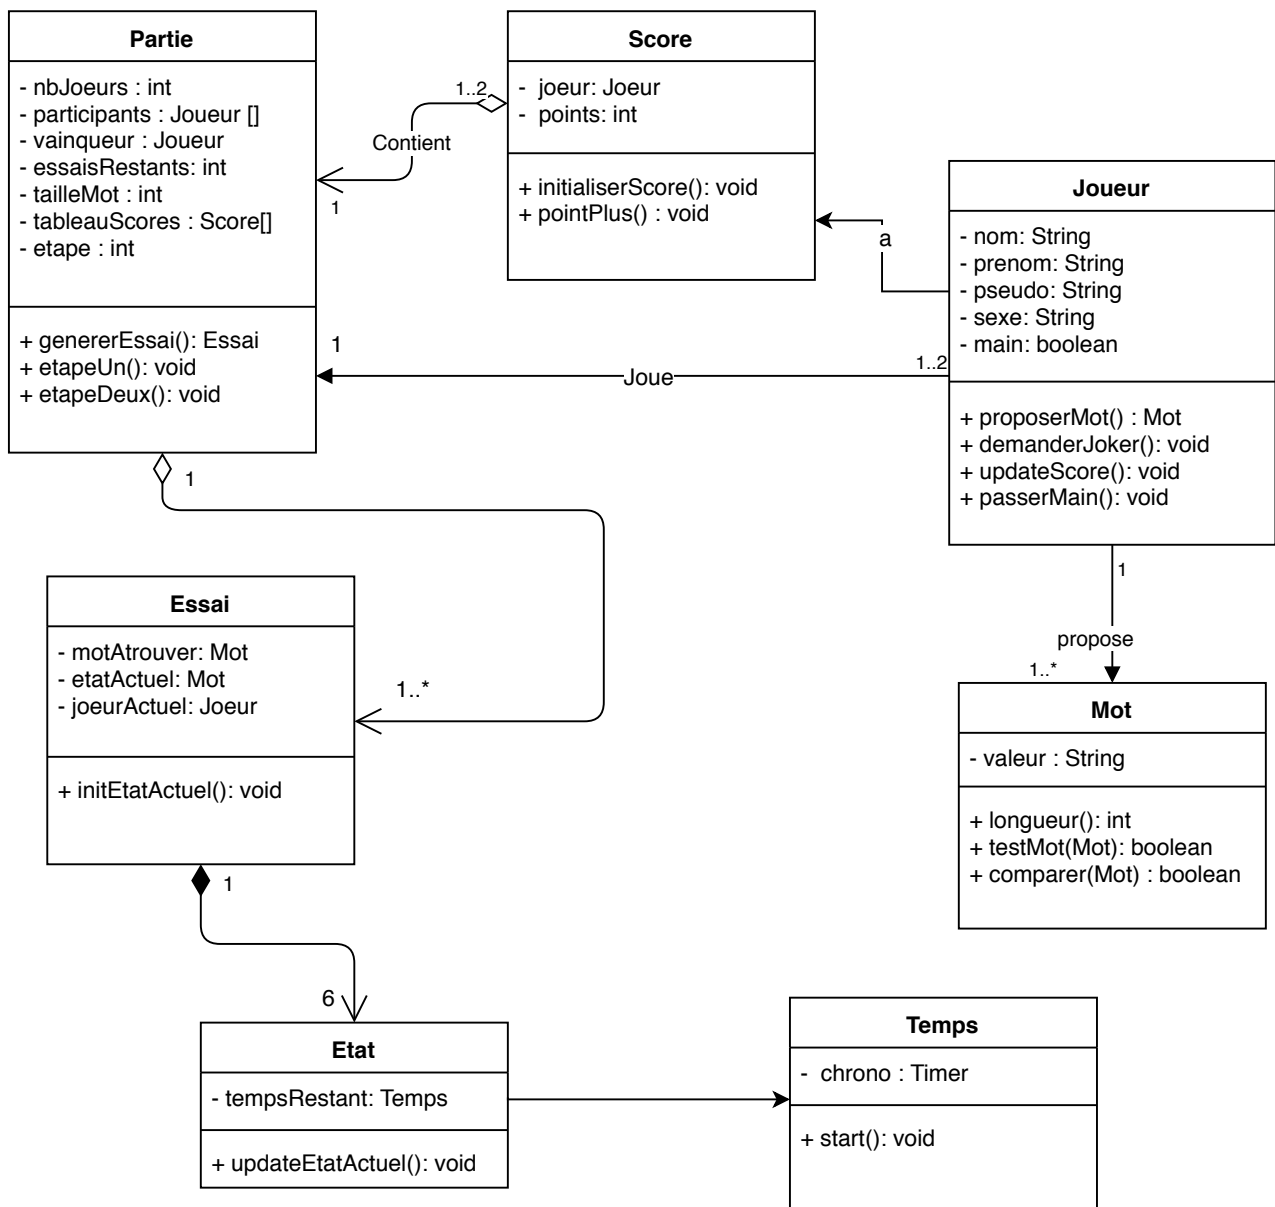 Partie
- nbJoeurs : int
- participants : Joueur []
- vainqueur : Joueur
- essaisRestants: int
- tailleMot : int
- tableauScores : Score[]
- etape : int
+ genererEssai(): Essai
+ etapeUn(): void
+ etapeDeux(): void
Score
- joeur: Joeur
- points: int
+ initialiserScore(): void
+ pointPlus() : void
1..2
Contient
1
Joueur
- nom: String
- prenom: String
- pseudo: String
- sexe: String
- main: boolean
+ proposerMot() : Mot
+ demanderJoker(): void
+ updateScore(): void
+ passerMain(): void
a
1
Joue
1..2
1
1..*
Essai
- motAtrouver: Mot
- etatActuel: Mot
- joeurActuel: Joeur
+ initEtatActuel(): void
1
propose
1..*
Mot
- valeur : String
+ longueur(): int
+ testMot(Mot): boolean
+ comparer(Mot) : boolean
1
6
Etat
- tempsRestant: Temps
+ updateEtatActuel(): void
Temps
- chrono : Timer
+ start(): void